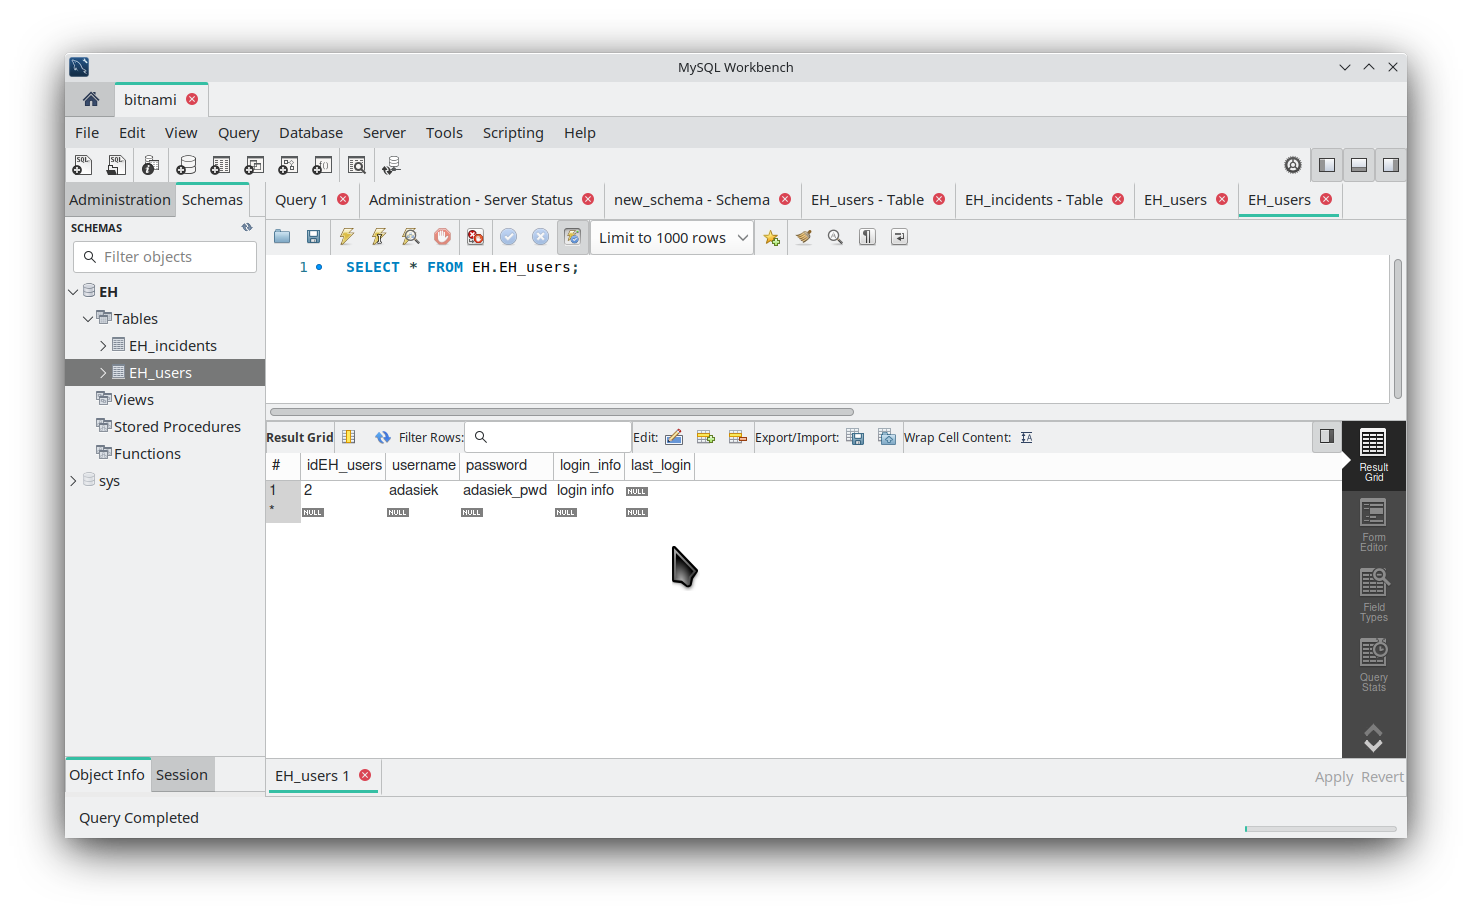 MySQL Workbench
bitnami
File Edit View Query Database Server Tools Scripting Help
Administration Schemas Query 1 Administration - Server Status new_schema - Schema EH_users - Table EH_incidents - Table EH_users EH_users
SCHEMAS
Filter objects
Limit to 1000 rows
1 SELECT * FROM EH.EH_users;
EH
Tables
EH_incidents
EH_users
Views
Stored Procedures
Functions
sys
Result Grid Filter Rows: Edit: Export/Import: Wrap Cell Content: IA
# idEH_users username password login_info last_login
1 2 adasiek adasiek_pwd login info NULL
* NULL NULL NULL NULL NULL
Result
Grid
Form
Editor
Field
Types
Query
Stats
Object Info Session
EH_users 1
Apply Revert
Query Completed